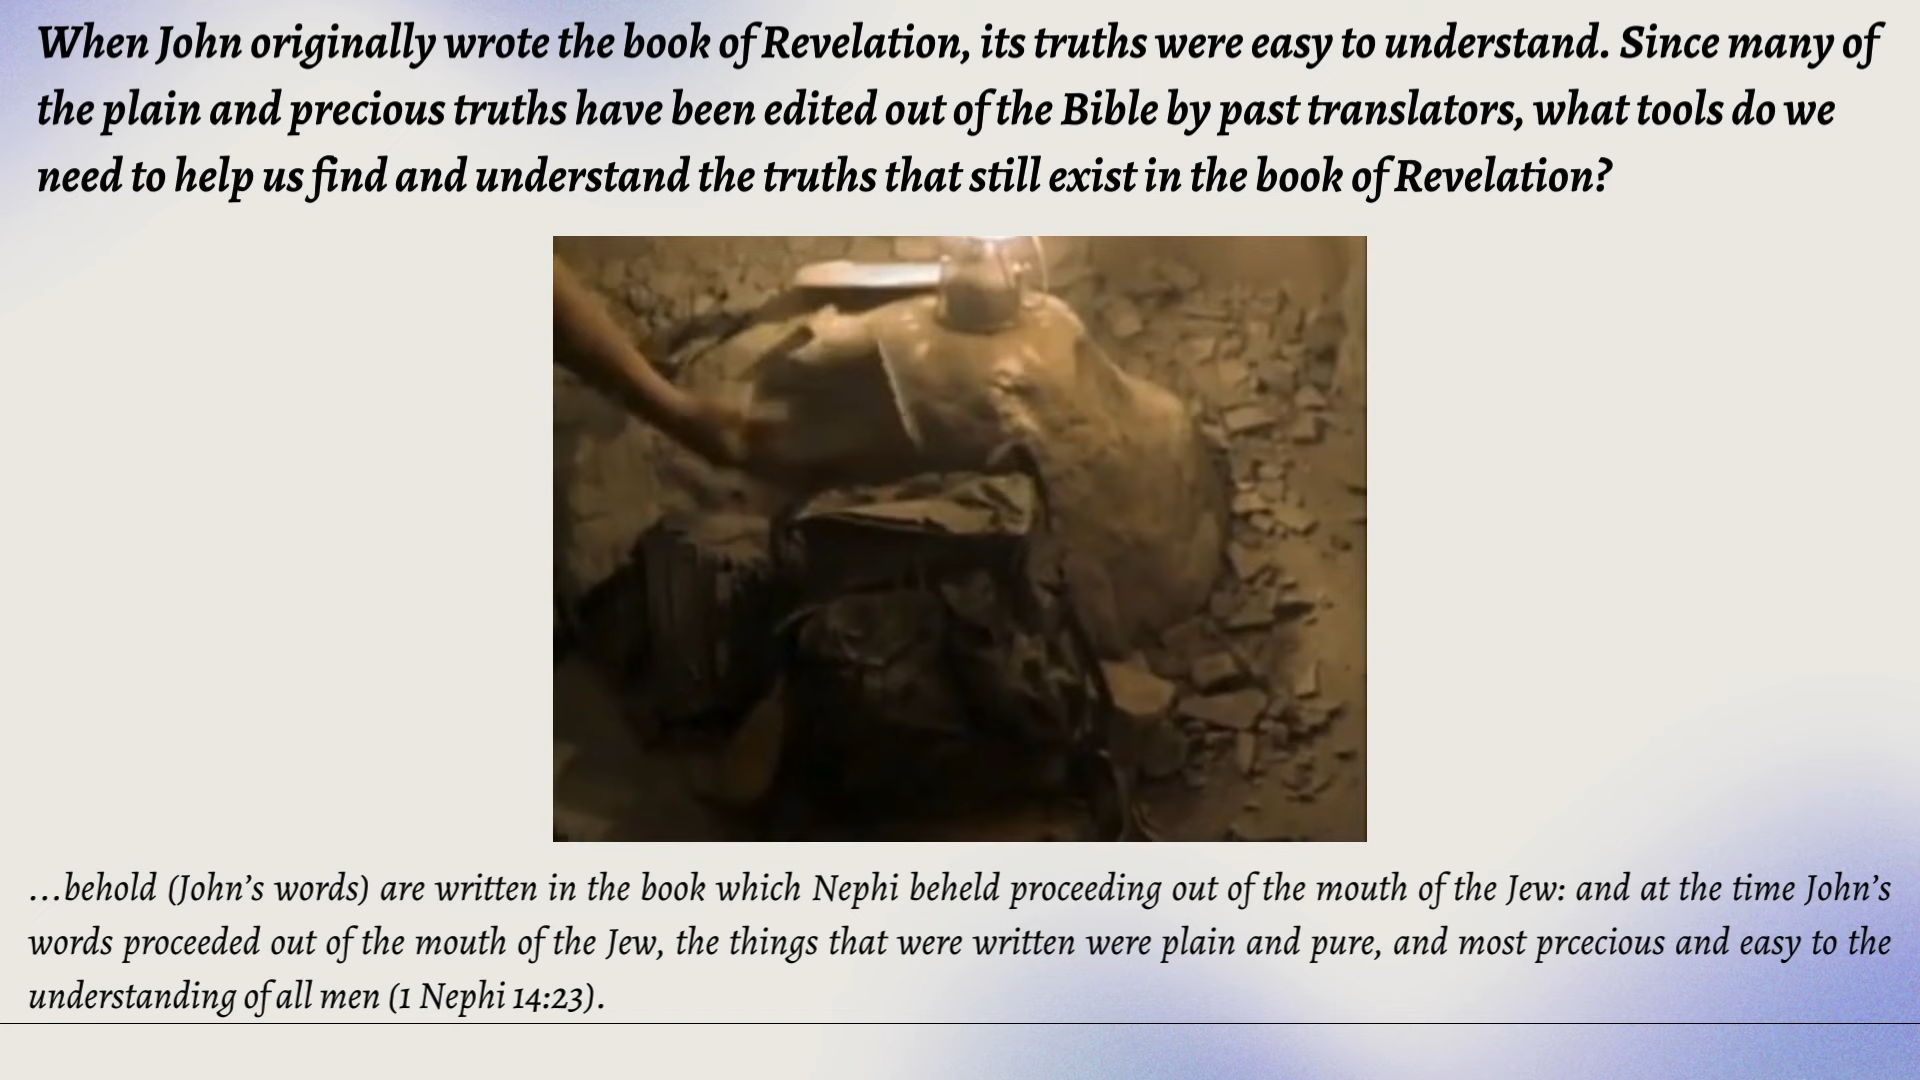 When John originally wrote the book of Revelation, its truths were easy to understand. Since many of
the plain and precious truths have been edited out of the Bible by past translators, what tools do we
need to help us find and understand the truths that still exist in the book of Revelation?
...behold (John's words) are written in the book which Nephi beheld proceeding out of the mouth of the Jew: and at the time John's
words proceeded out of the mouth of the Jew, the things that were written were plain and pure, and most prcecious and easy to the
understanding of all men (1 Nephi 14:23).